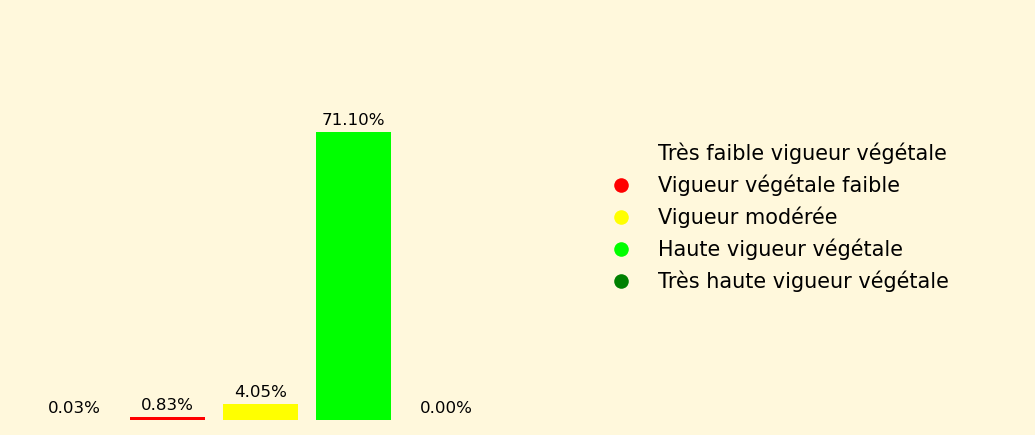 71.10%
4.05%
0.83%
0.03%
0.00%
Très faible vigueur végétale
Vigueur végétale faible
Vigueur modérée
Haute vigueur végétale
Très haute vigueur végétale